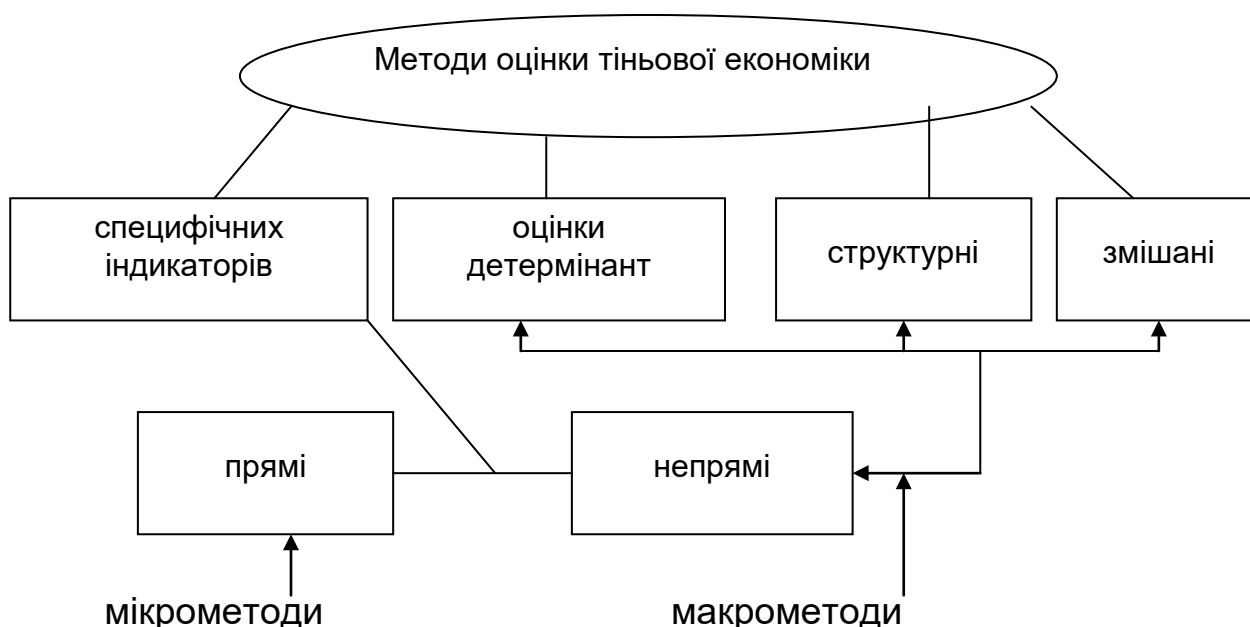 Методи оцінки тіньової економіки
специфічних
індикаторів
оцінки
детермінант
структурні
змішані
прямі
непрямі
мікрометоди
макрометоди